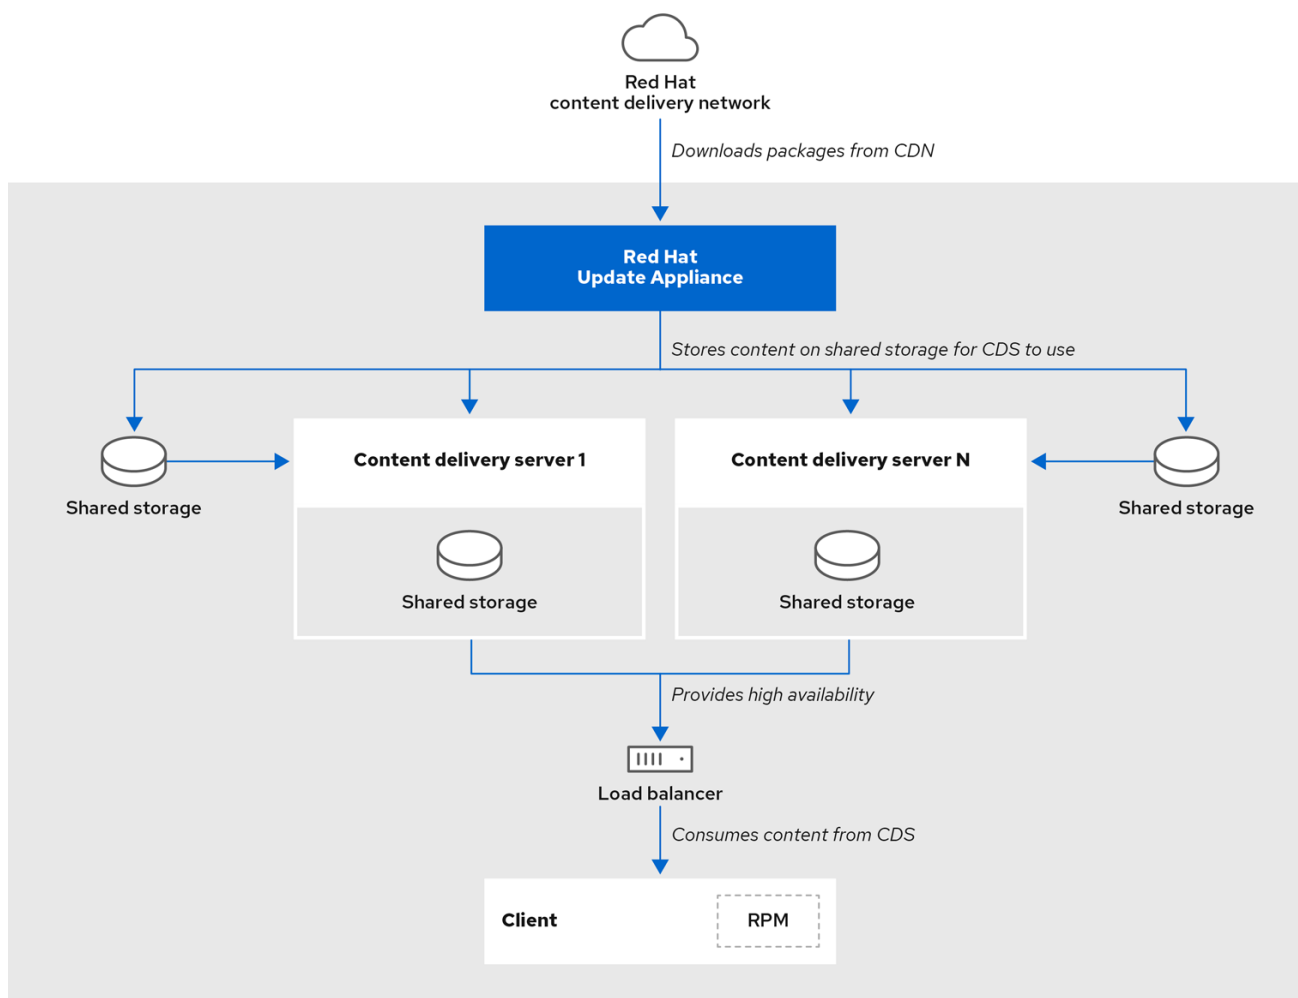 Red Hat
content delivery network
Downloads packages from CDN
Red Hat
Update Appliance
Stores content on shared storage for CDS to use
Content delivery server 1
Content delivery server N
Shared storage
Shared storage
Shared storage
Shared storage
Provides high availability
Load balancer
Consumes content from CDS
Client
RPM